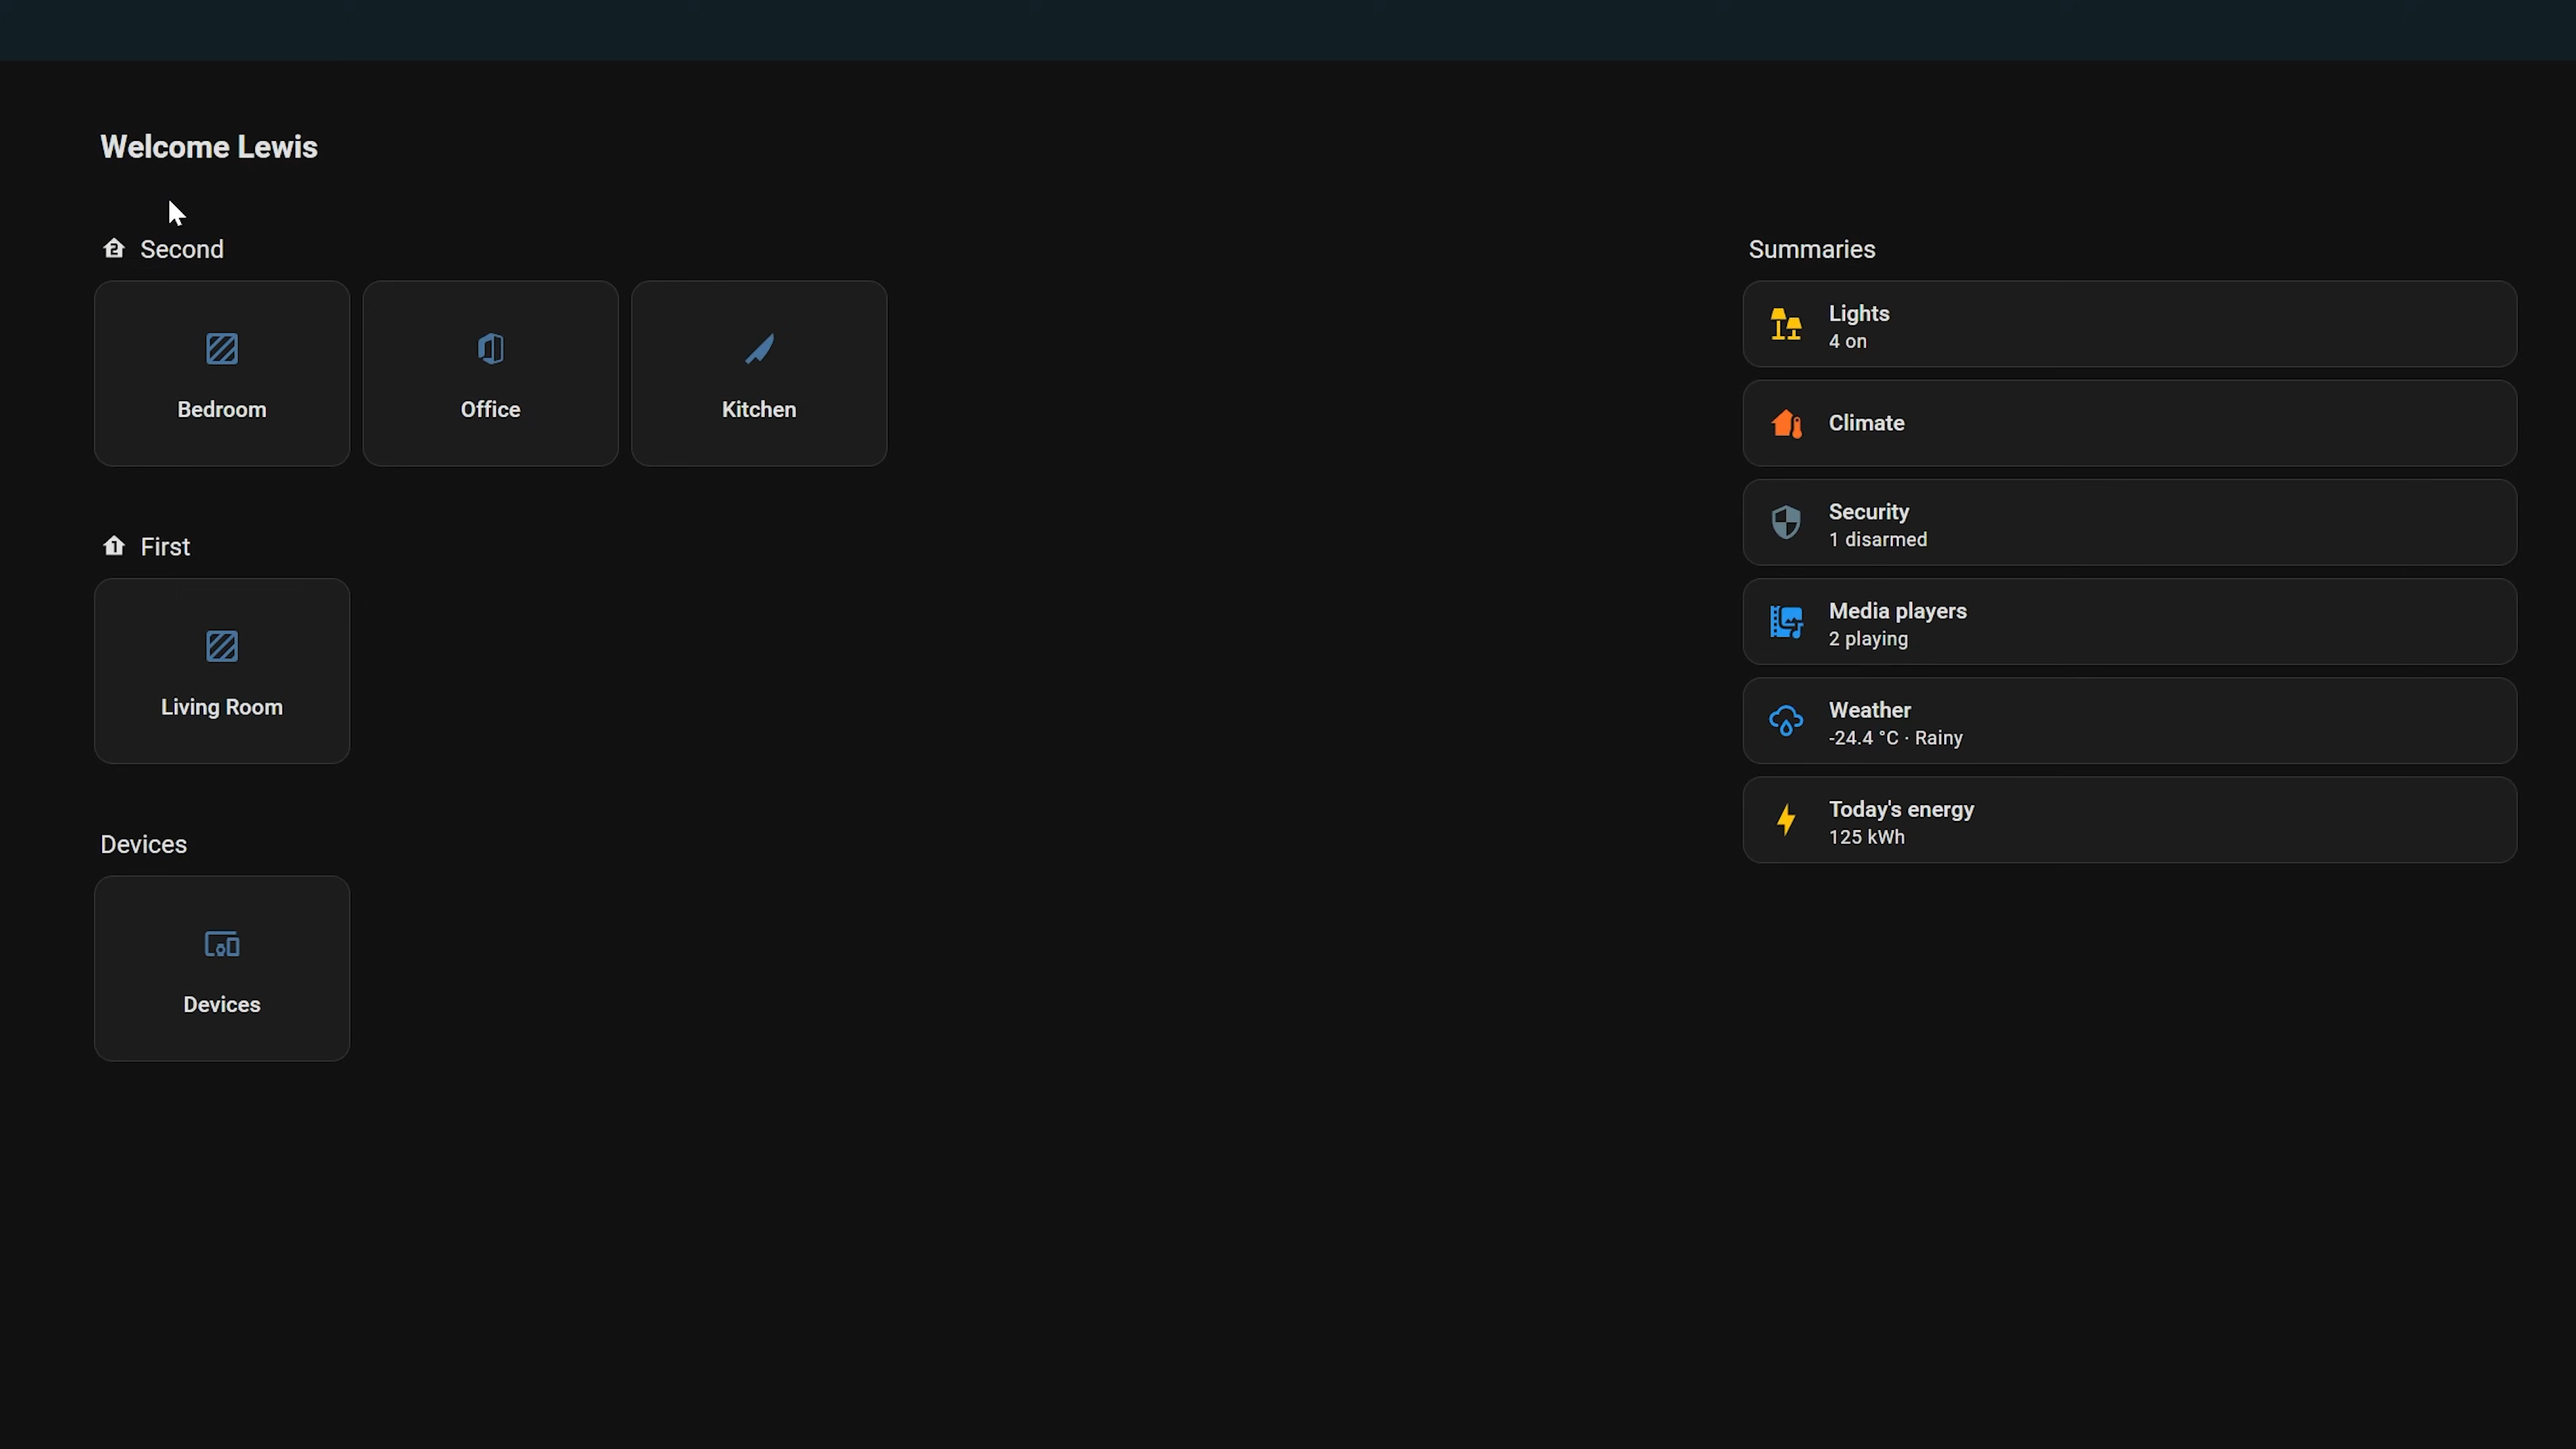 Welcome Lewis
Second
Bedroom
Office
Kitchen
First
Living Room
Devices
Devices
Summaries
Lights
4 on
Climate
Security
1 disarmed
Media players
2 playing
Weather
-24.4 °C · Rainy
Today's energy
125 kWh